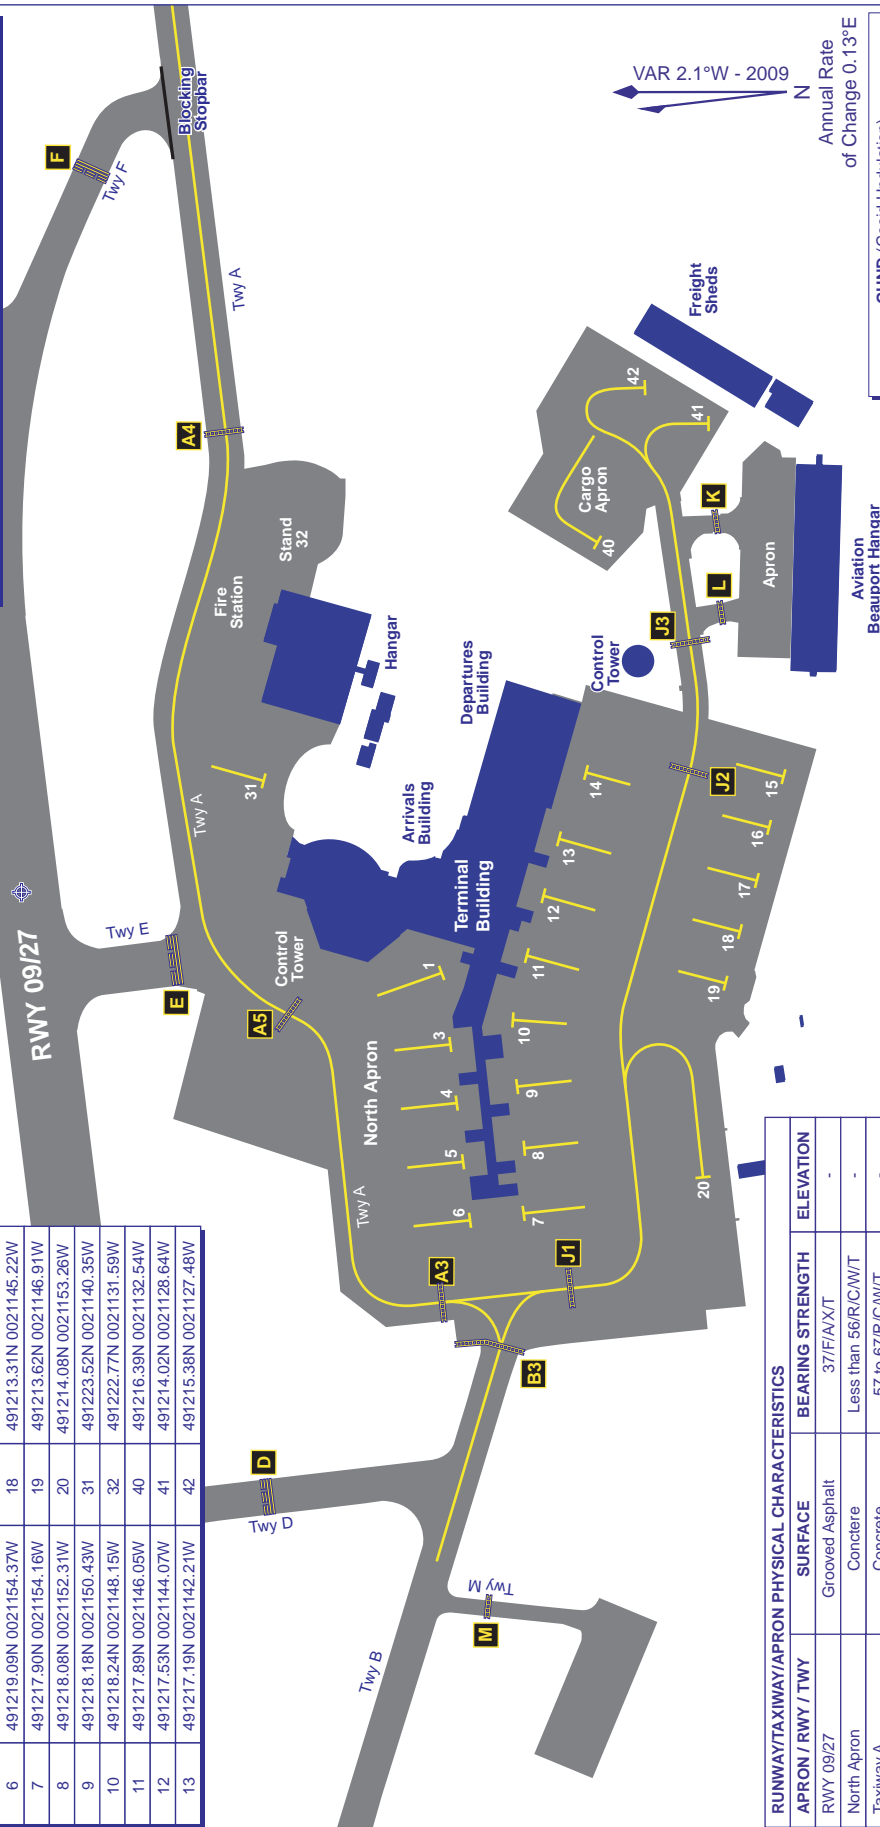 6 491219.09N 0021154.37W 18 491213.31N 0021145.22W
7 491217.90N 0021154.16W 19 491213.62N 0021146.91W
8 491218.08N 0021152.31W 20 491214.08N 0021153.26W
9 491218.18N 0021150.43W 31 491223.52N 0021140.35W
10 491218.24N 0021148.15W 32 491222.77N 0021131.59W
11 491217.89N 0021146.05W 40 491216.39N 0021132.54W
12 491217.53N 0021144.07W 41 491214.02N 0021128.64W
13 491217.19N 0021142.21W 42 491215.38N 0021127.48W
RWY 09/27
F
Twy F
Blocking
Stopbar
Twy A
A4
Fire
Station
Stand
32
Hangar
31
Twy A
Twy E
E
A5
Control
Tower
Arrivals
Building
Departures
Building
Terminal
Building
North Apron
1
3
4
5
6
Twy A
7
8
9
10
11
12
13
14
15
16
17
18
19
20
A3
J1
B3
D
Twy D
Twy M
M
Twy B
J2
J3
Control
Tower
L
K
Apron
Aviation
Beauport Hangar
Cargo
Apron
40
41
42
Freight
Sheds
VAR 2.1°W - 2009
N
Annual Rate
of Change 0.13°E
RUNWAY/TAXIWAY/APRON PHYSICAL CHARACTERISTICS
APRON / RWY / TWY SURFACE BEARING STRENGTH ELEVATION
RWY 09/27 Grooved Asphalt 37/F/A/X/T -
North Apron Conctere Less than 56/R/C/W/T -
Taxiway A Concrete 57 to 67/R/C/W/T -